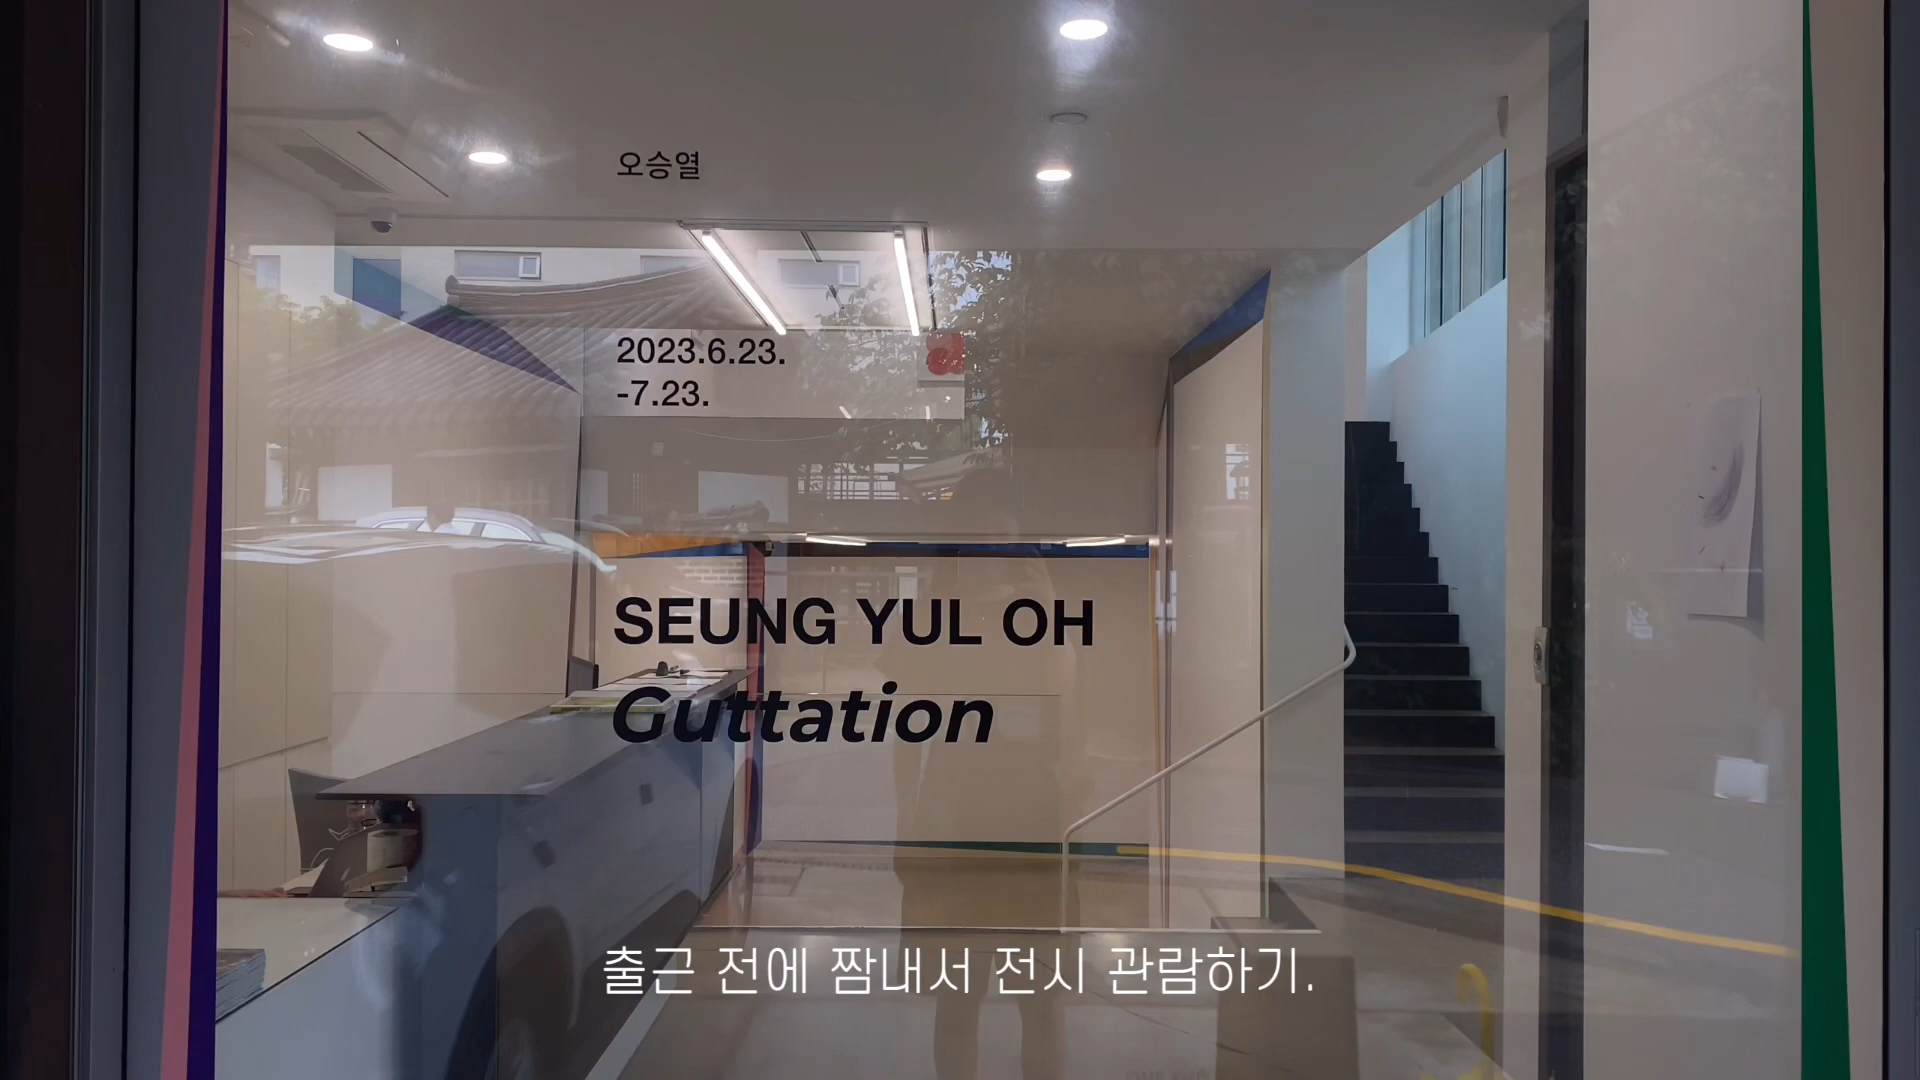 오승열
2023.6.23.
-7.23.
SEUNG YUL OH
Guttation
출근 전에 짬내서 전시 관람하기.